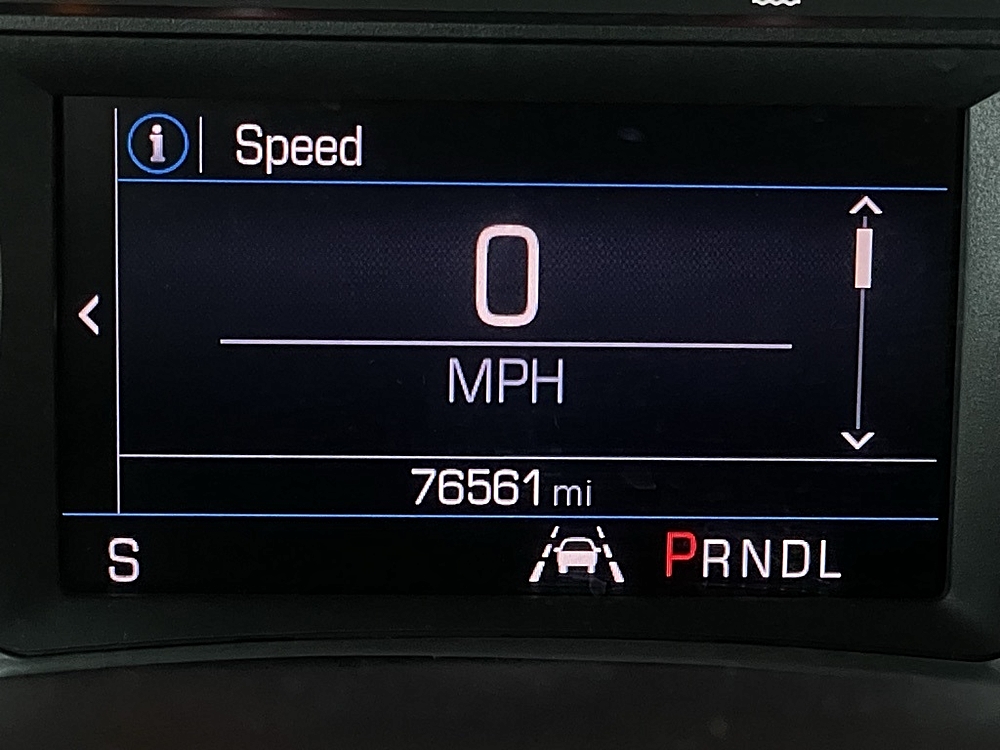 i Speed
0
MPH
76561 mi
S PRNDL